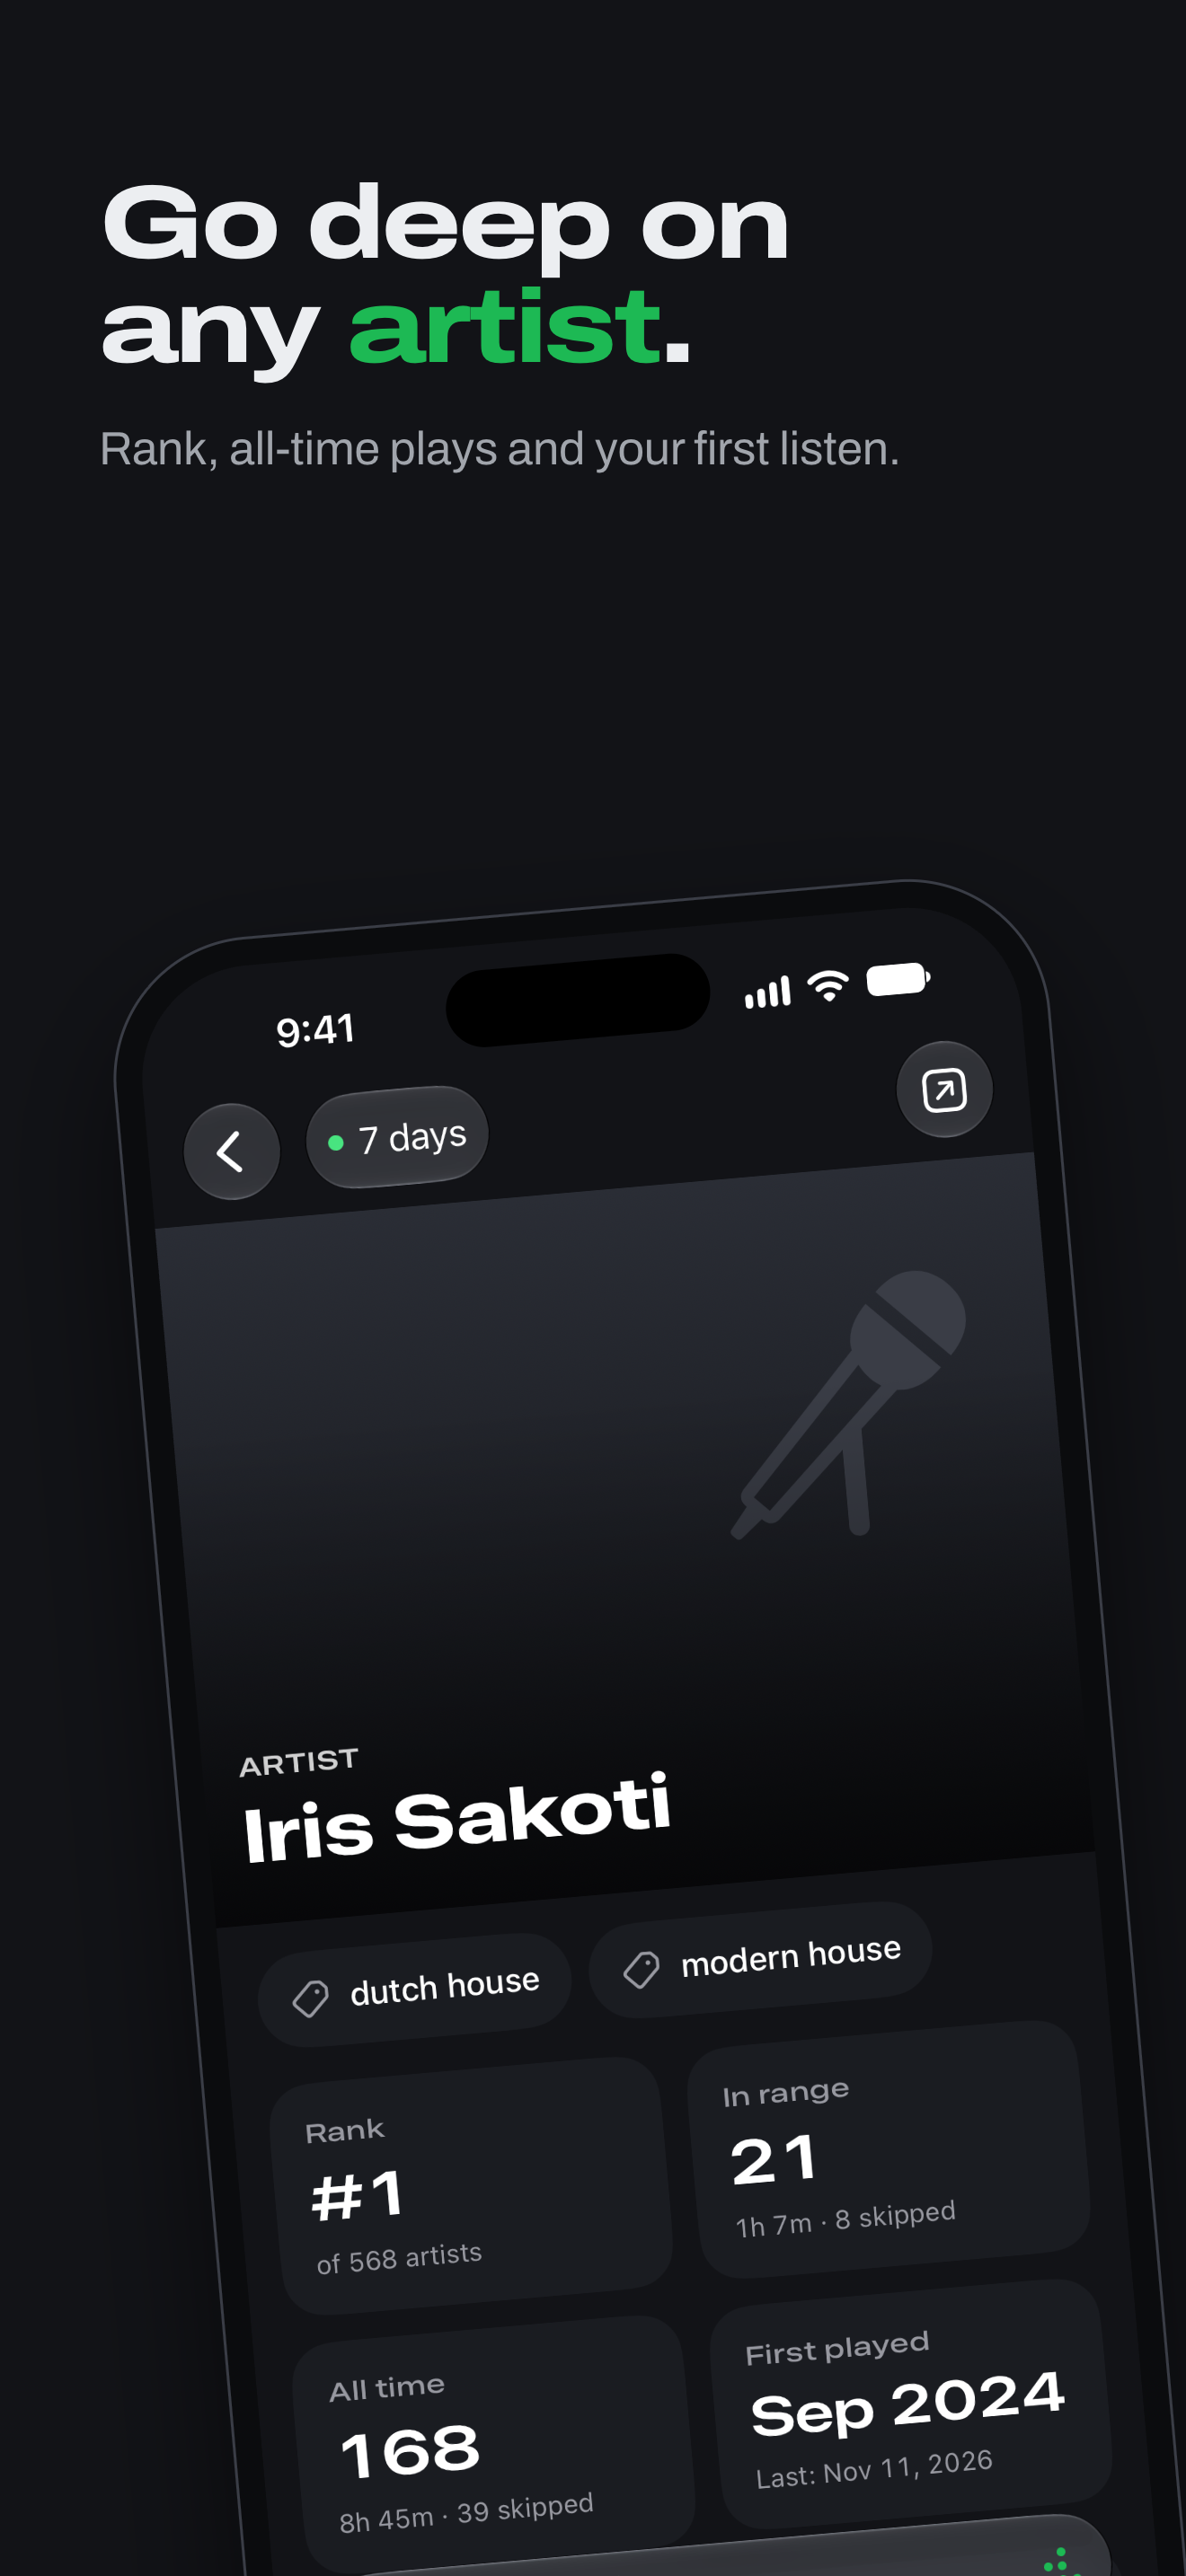 Go deep on
any artist.
Rank, all-time plays and your first listen.
9:41
7 days
ARTIST
Iris Sakoti
dutch house
modern house
Rank
#1
of 568 artists
In range
21
1h 7m · 8 skipped
All time
168
8h 45m · 39 skipped
First played
Sep 2024
Last: Nov 11, 2026